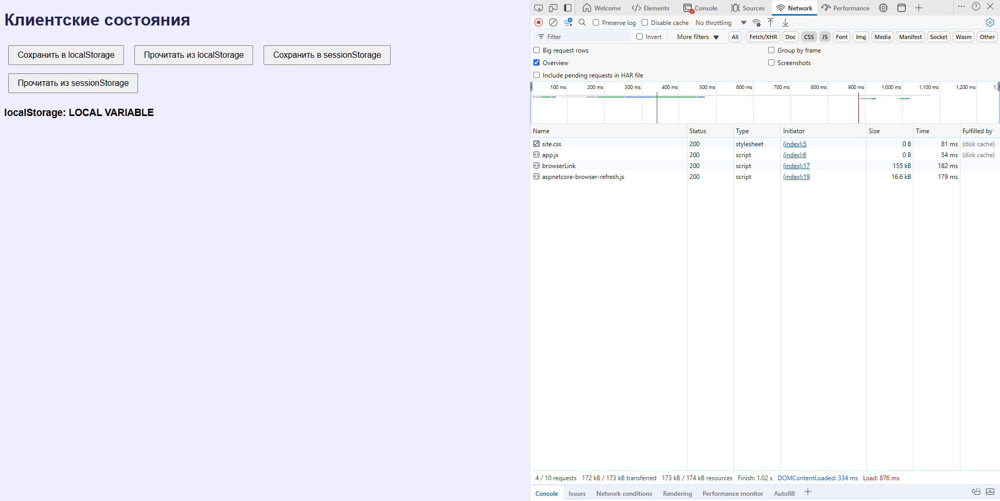 Клиентские состояния
Сохранить в localStorage
Прочитать из localStorage
Сохранить в sessionStorage
Прочитать из sessionStorage
localStorage: LOCAL VARIABLE
Welcome Elements Console Sources Network Performance
Preserve log Disable cache No throttling
Filter Invert More filters All Fetch/XHR Doc CSS JS Font Img Media Manifest Socket Wasm Other
Big request rows Group by frame
Overview Screenshots
Include pending requests in HAR file
100 ms 200 ms 300 ms 400 ms 500 ms 600 ms 700 ms 800 ms 900 ms 1,000 ms 1,100 ms 1,200 ms 1,
Name Status Type Initiator Size Time Fulfilled by
site.css 200 stylesheet (index):5 0 B 81 ms (disk cache)
app.js 200 script (index):6 0 B 54 ms (disk cache)
browserLink 200 script (index):17 155 kB 182 ms
aspnetcore-browser-refresh.js 200 script (index):19 16.6 kB 179 ms
4 / 10 requests 172 kB / 173 kB transferred 173 kB / 174 kB resources Finish: 1.02 s DOMContentLoaded: 334 ms Load: 876 ms
Console Issues Network conditions Rendering Performance monitor Autofill